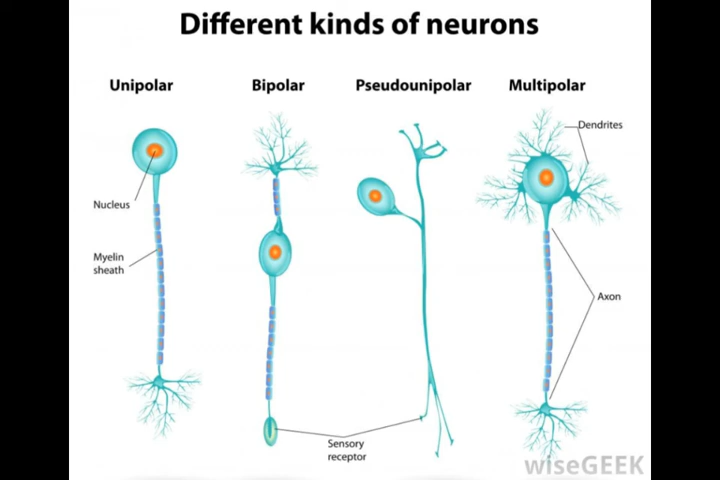 Different kinds of neurons
Unipolar
Bipolar
Pseudounipolar
Multipolar
Dendrites
Nucleus
Myelin
sheath
Axon
Sensory
receptor
wiseGEEK